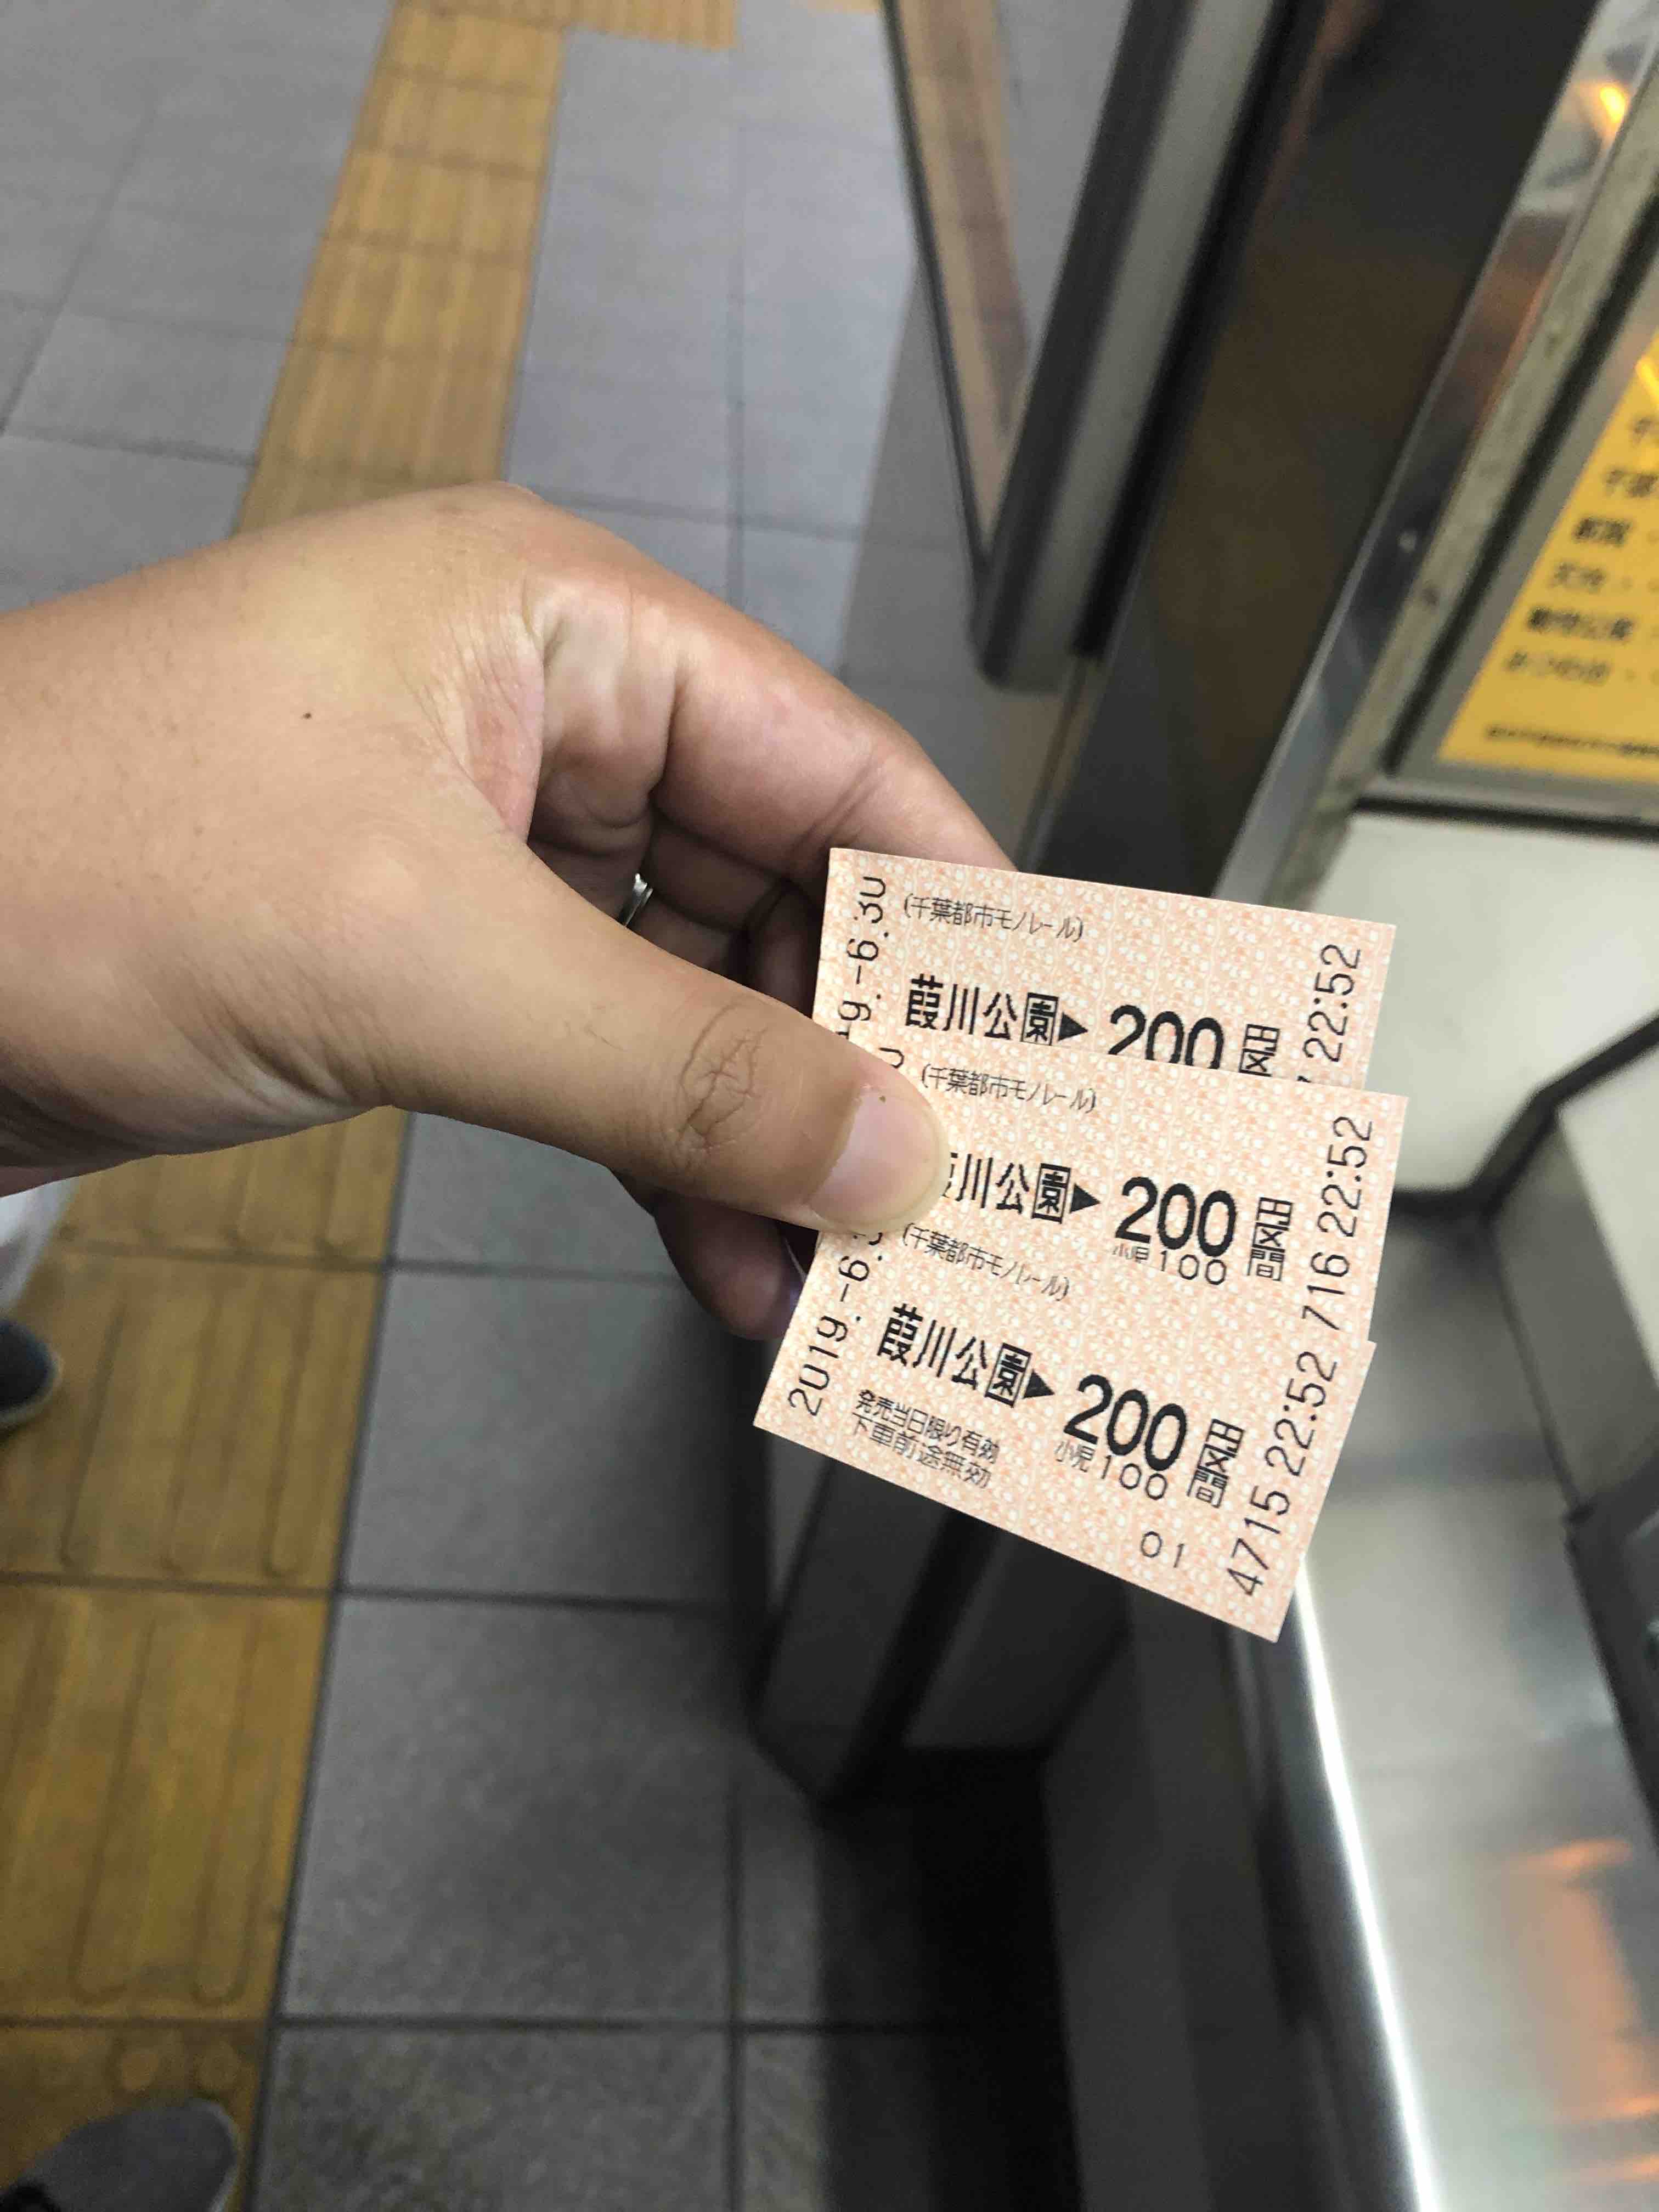 (千葉都市モノレール)
2019.-6.30
葭川公園▶200円区
22:52
(千葉都市モノレール)
川公園▶200円区間
小児100
716 22:52
(千葉都市モノレール)
2019.-6.
葭川公園▶200円区間
小児100
発売当日限り有効
下車前途無効
01
4715 22:52